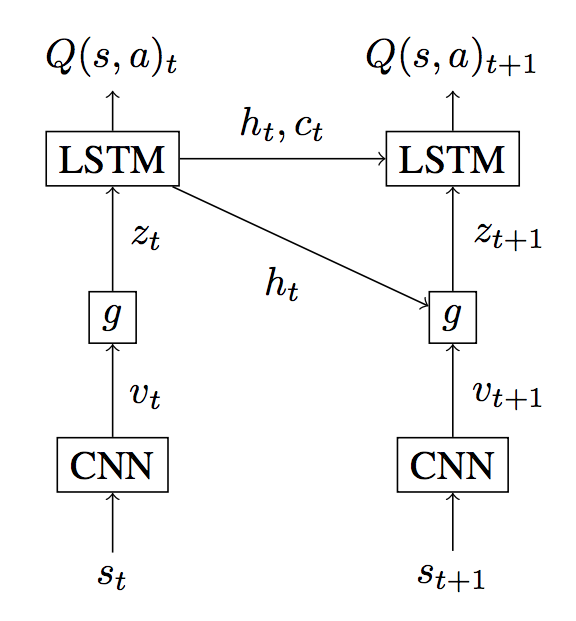 Q(s, a)_t Q(s, a)_{t+1}
h_t, c_t
LSTM LSTM
z_t z_{t+1}
h_t
g g
v_t v_{t+1}
CNN CNN
s_t s_{t+1}